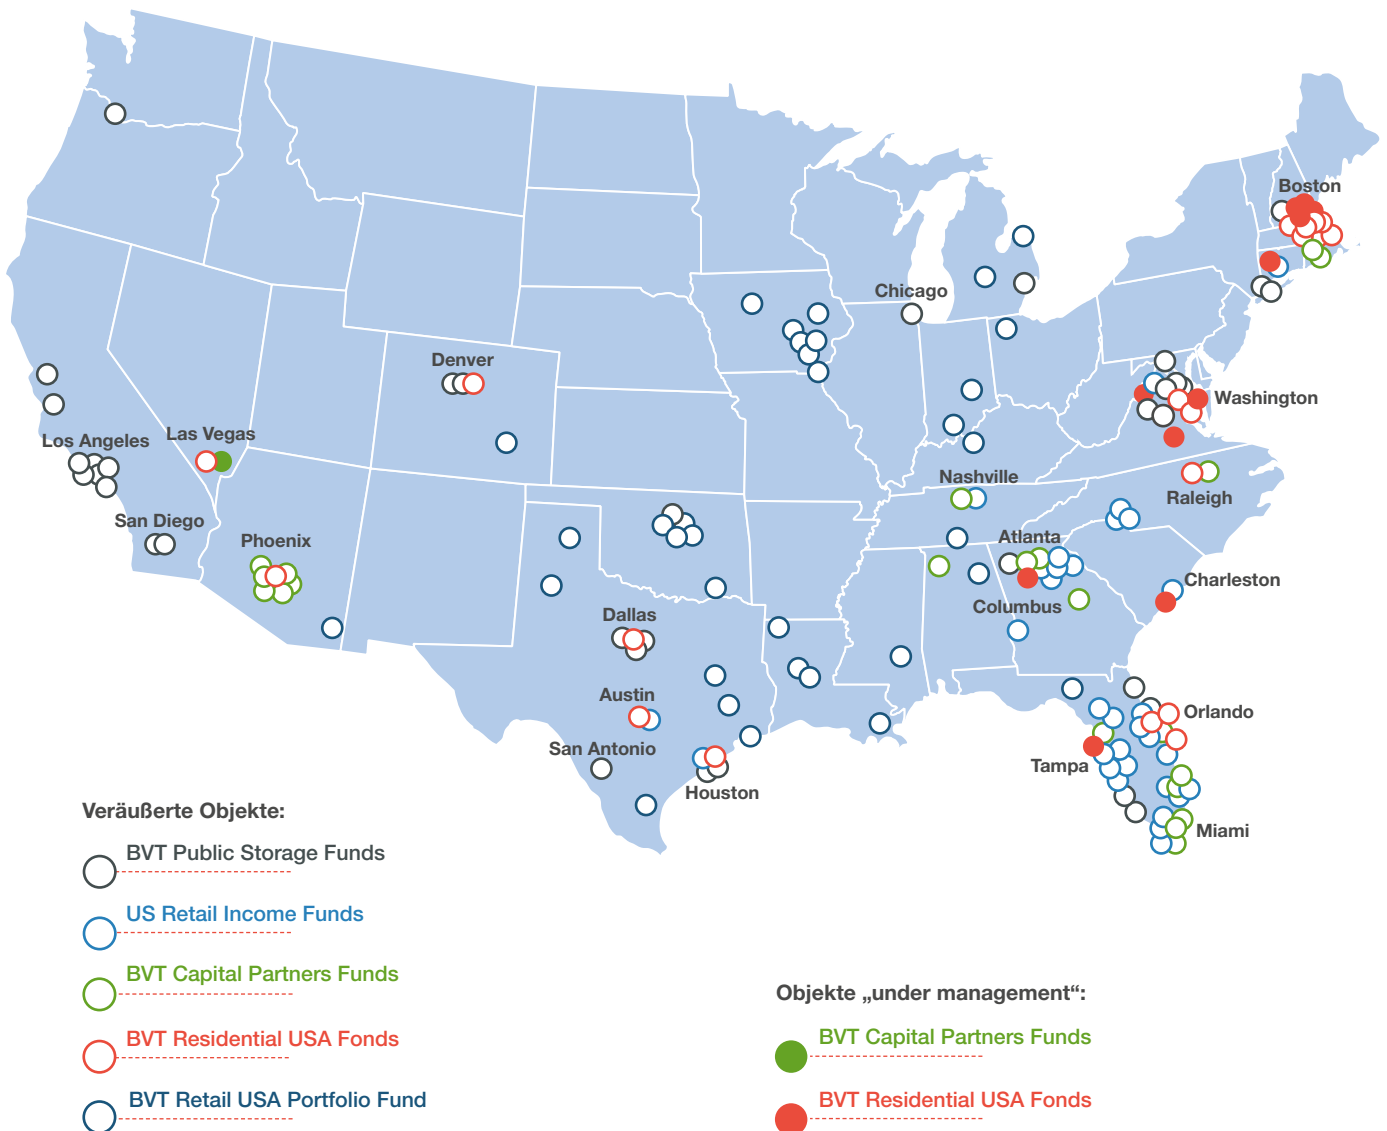 Boston
Chicago
Denver
Washington
Los Angeles
Las Vegas
Nashville
Raleigh
San Diego
Phoenix
Atlanta
Charleston
Columbus
Dallas
Austin
Orlando
San Antonio
Tampa
Houston
Miami
Veräußerte Objekte:
BVT Public Storage Funds
US Retail Income Funds
BVT Capital Partners Funds
BVT Residential USA Fonds
BVT Retail USA Portfolio Fund
Objekte „under management“:
BVT Capital Partners Funds
BVT Residential USA Fonds